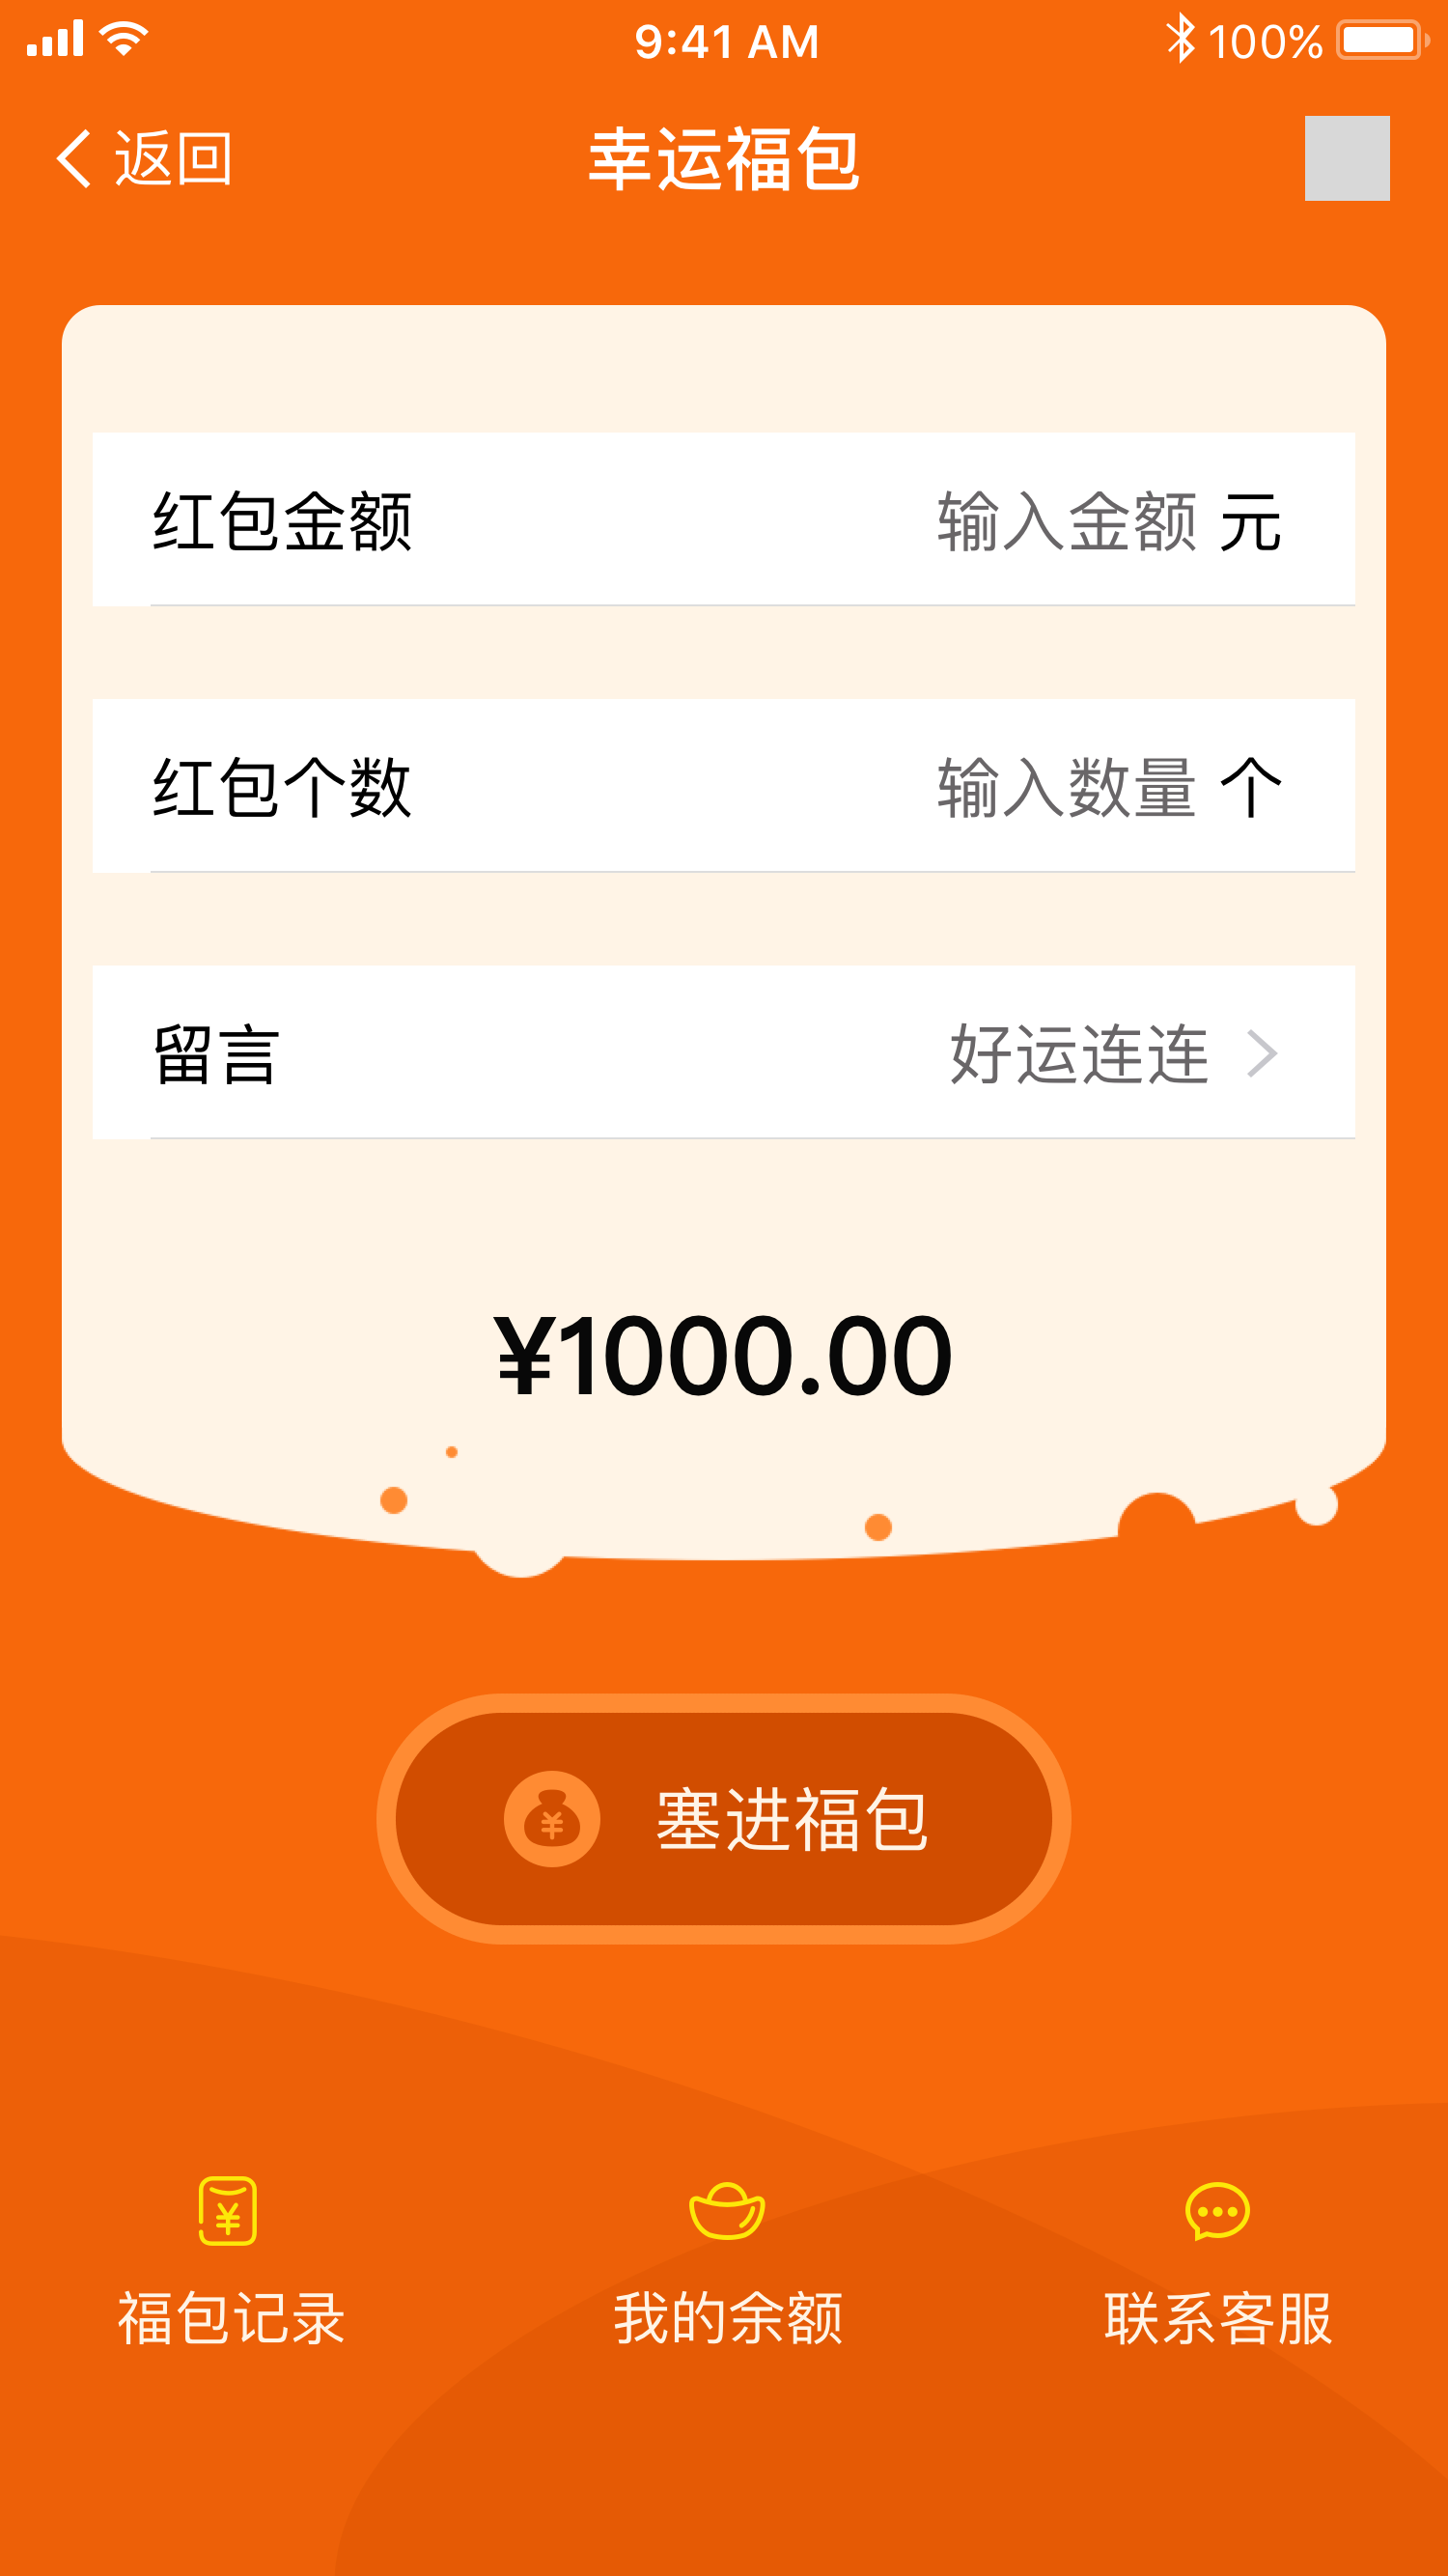 9:41 AM 100%
返回 幸运福包
红包金额 输入金额 元
红包个数 输入数量 个
留言 好运连连
¥1000.00
¥ 塞进福包
¥
福包记录 我的余额 联系客服